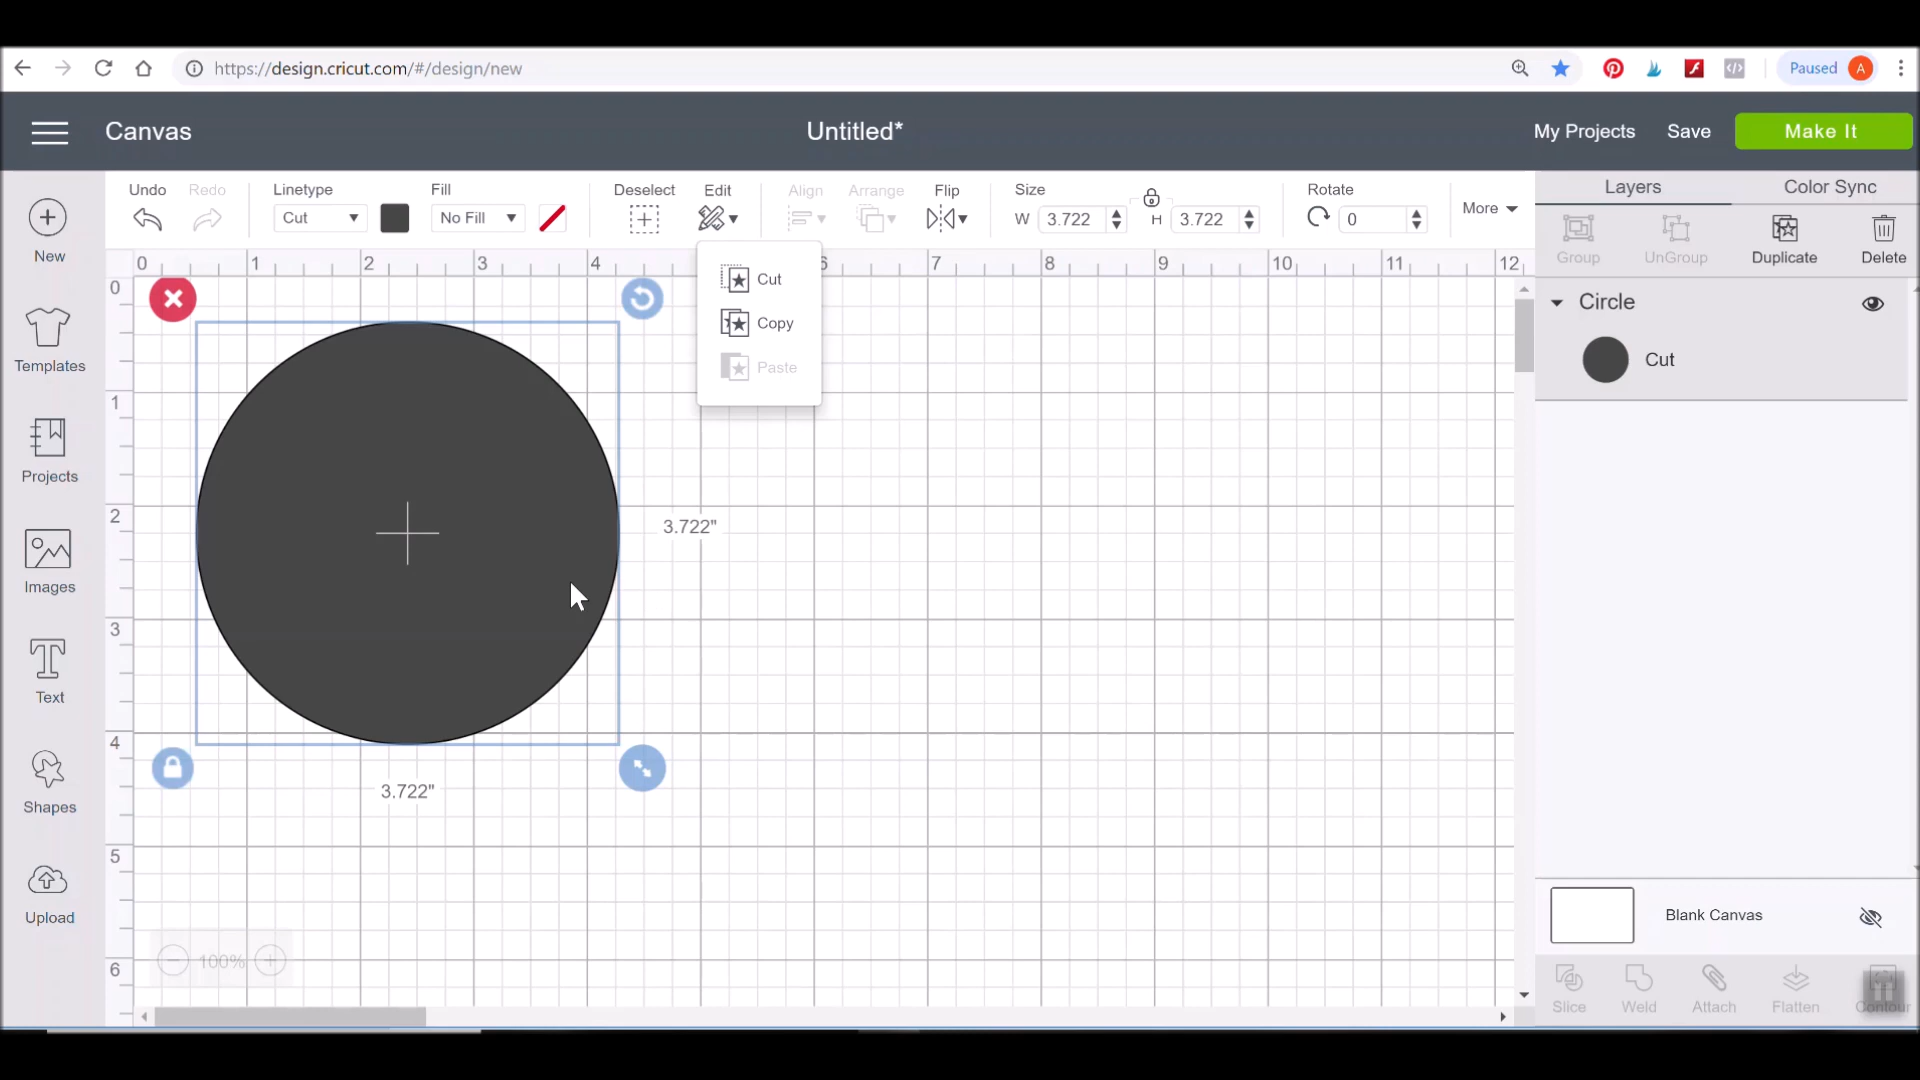 https://design.cricut.com/#/design/new
Paused A
Canvas
Untitled*
My Projects Save Make It
Undo Redo Linetype Fill Deselect Edit Align Arrange Flip Size Rotate
Cut No Fill W 3.722 H 3.722 0 More
Layers Color Sync
Group UnGroup Duplicate Delete
New
Templates
Projects
Images
Text
Shapes
Upload
0 1 2 3 4 6 7 8 9 10 11 12
0
1
2
3
4
5
6
Cut
Copy
Paste
3.722"
3.722"
100%
Circle
Cut
Blank Canvas
Slice Weld Attach Flatten Contour